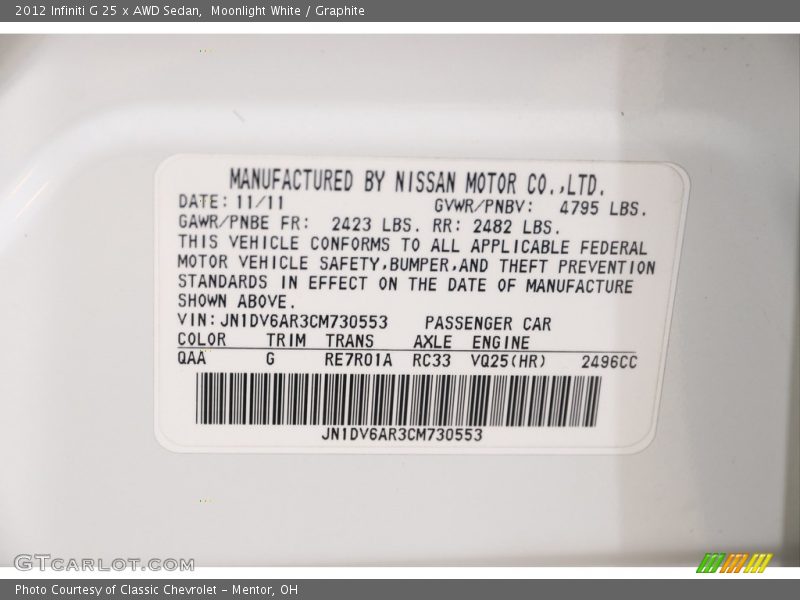 2012 Infiniti G 25 x AWD Sedan,  Moonlight White / Graphite
MANUFACTURED BY NISSAN MOTOR CO.,LTD.
DATE: 11/11 GVWR/PNBV: 4795 LBS.
GAWR/PNBE FR: 2423 LBS. RR: 2482 LBS.
THIS VEHICLE CONFORMS TO ALL APPLICABLE FEDERAL
MOTOR VEHICLE SAFETY,BUMPER,AND THEFT PREVENTION
STANDARDS IN EFFECT ON THE DATE OF MANUFACTURE
SHOWN ABOVE.
VIN: JN1DV6AR3CM730553 PASSENGER CAR
COLOR TRIM TRANS AXLE ENGINE
QAA G RE7R01A RC33 VQ25(HR) 2496CC
JN1DV6AR3CM730553
GTCARLOT.COM
Photo Courtesy of Classic Chevrolet - Mentor, OH